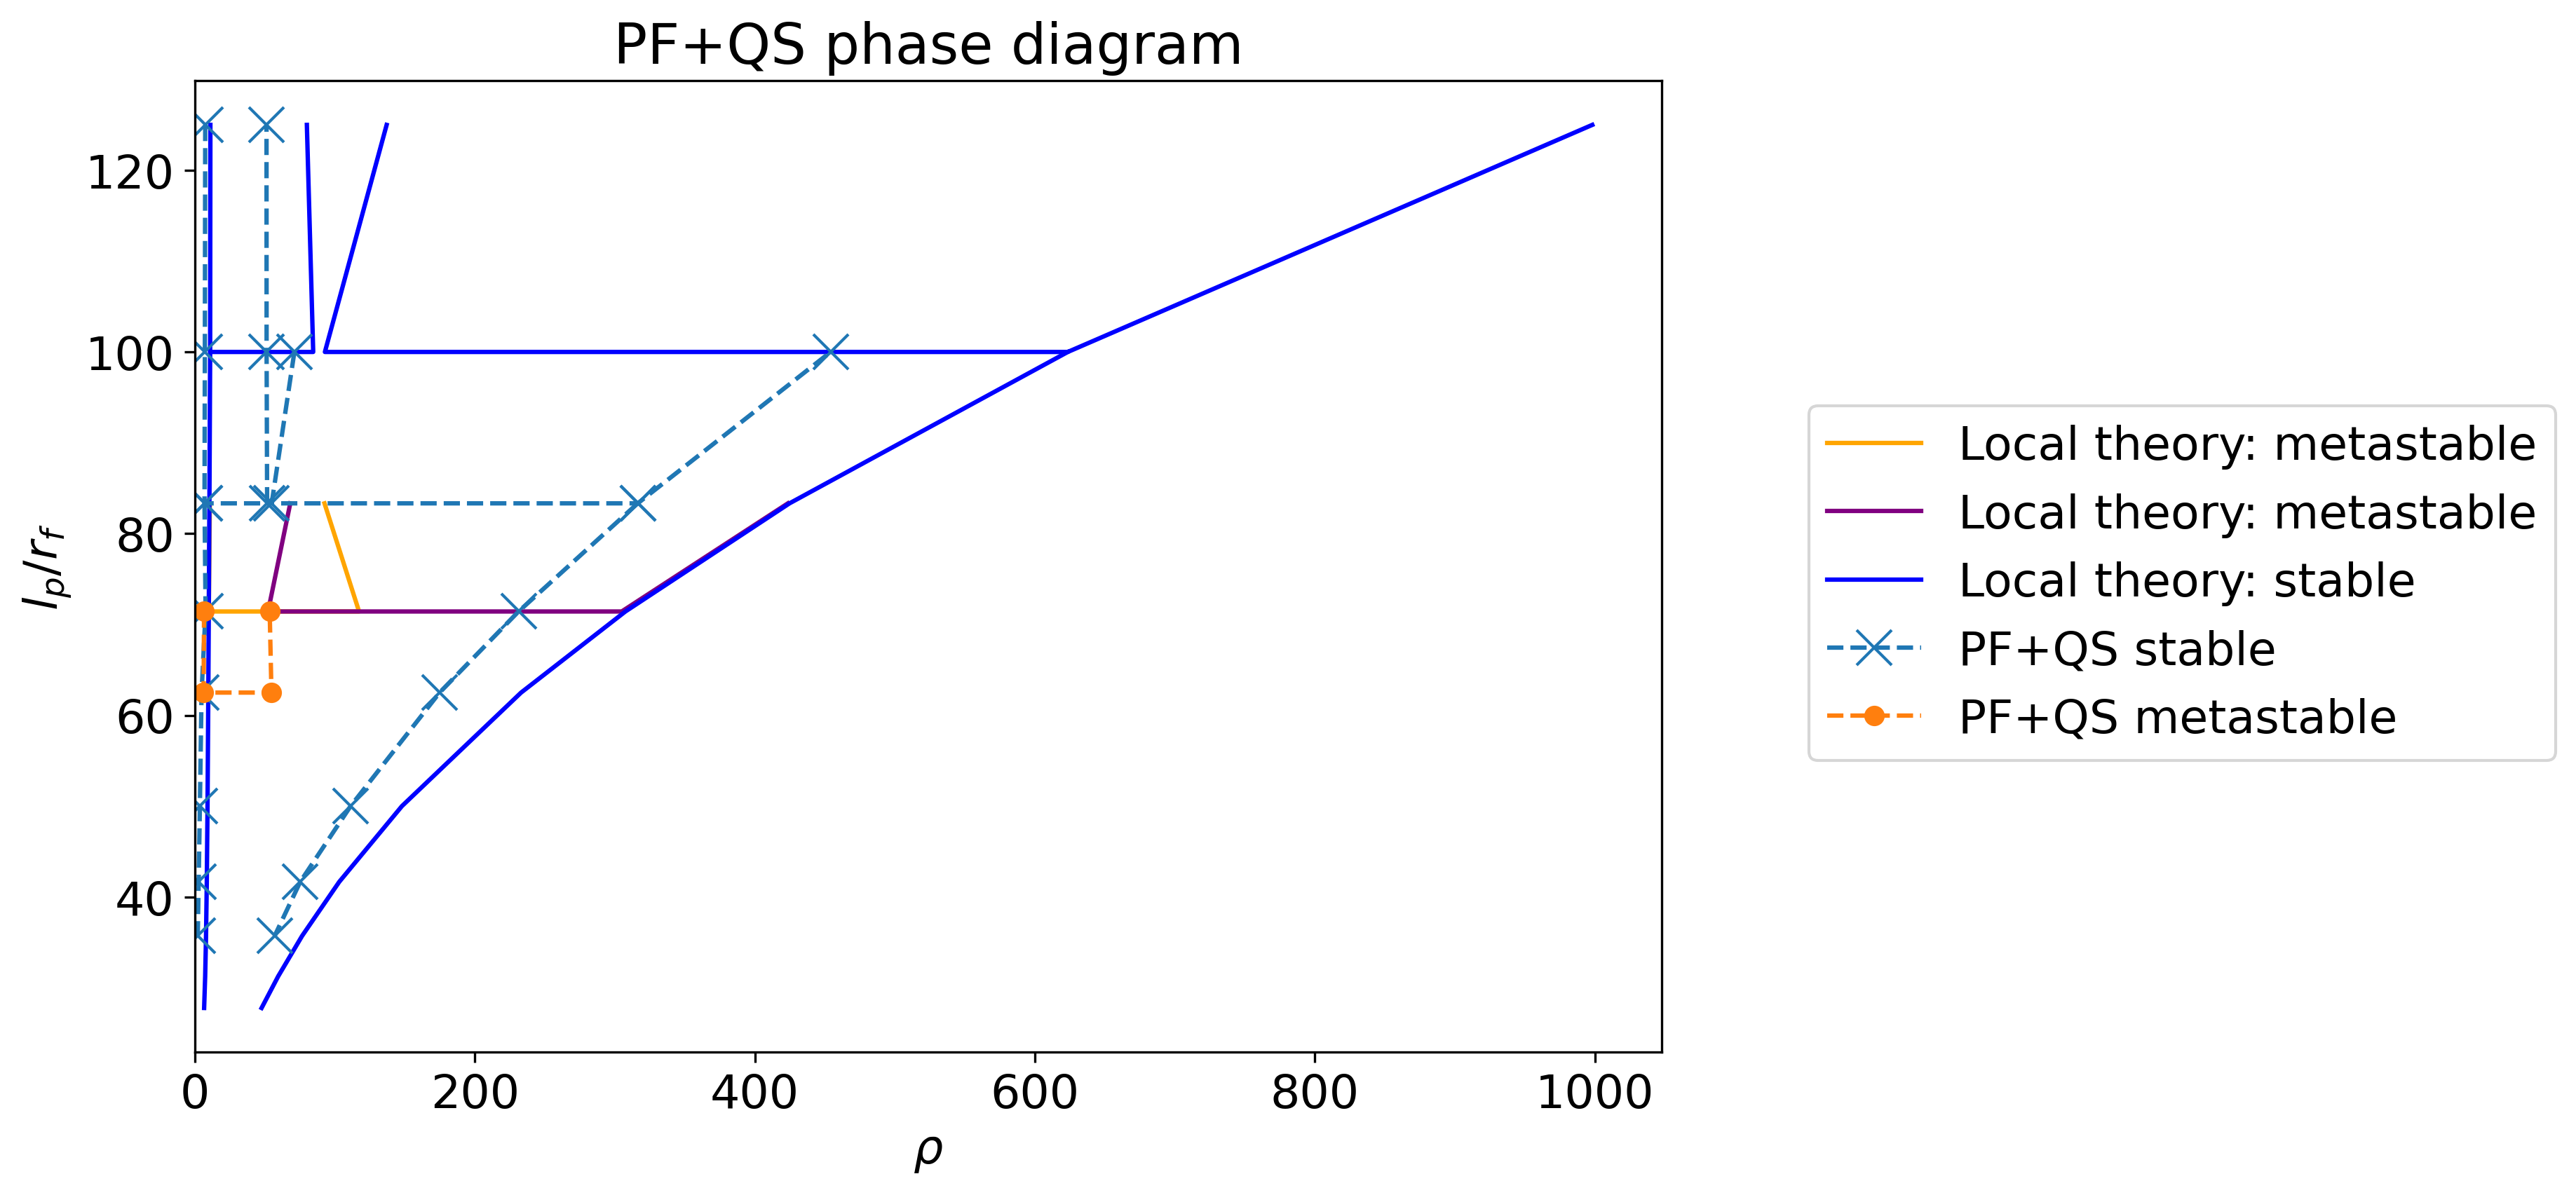 PF+QS phase diagram
120
100
80
60
40
l_p/r_f
0 200 400 600 800 1000
ρ
Local theory: metastable
Local theory: metastable
Local theory: stable
PF+QS stable
PF+QS metastable